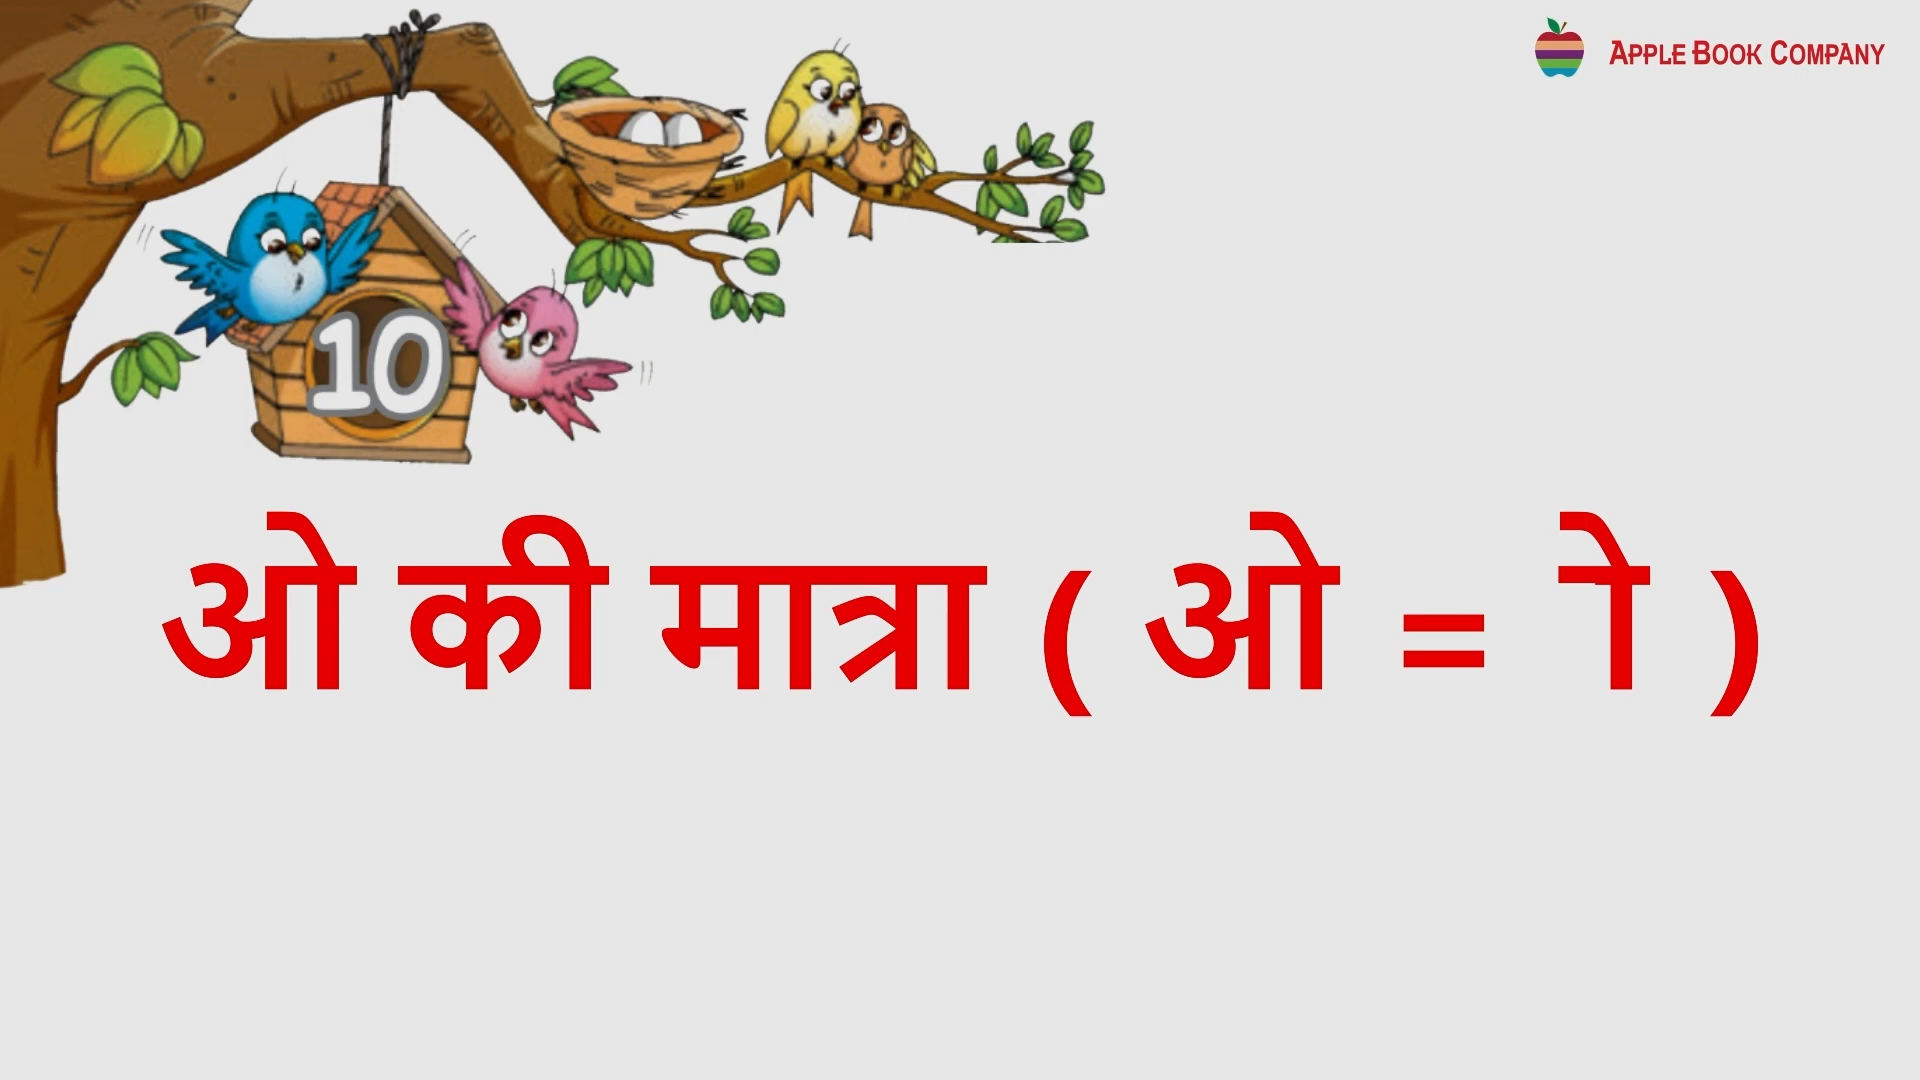 APPLE BOOK COMPANY
10
ओ की मात्रा ( ओ = ो )